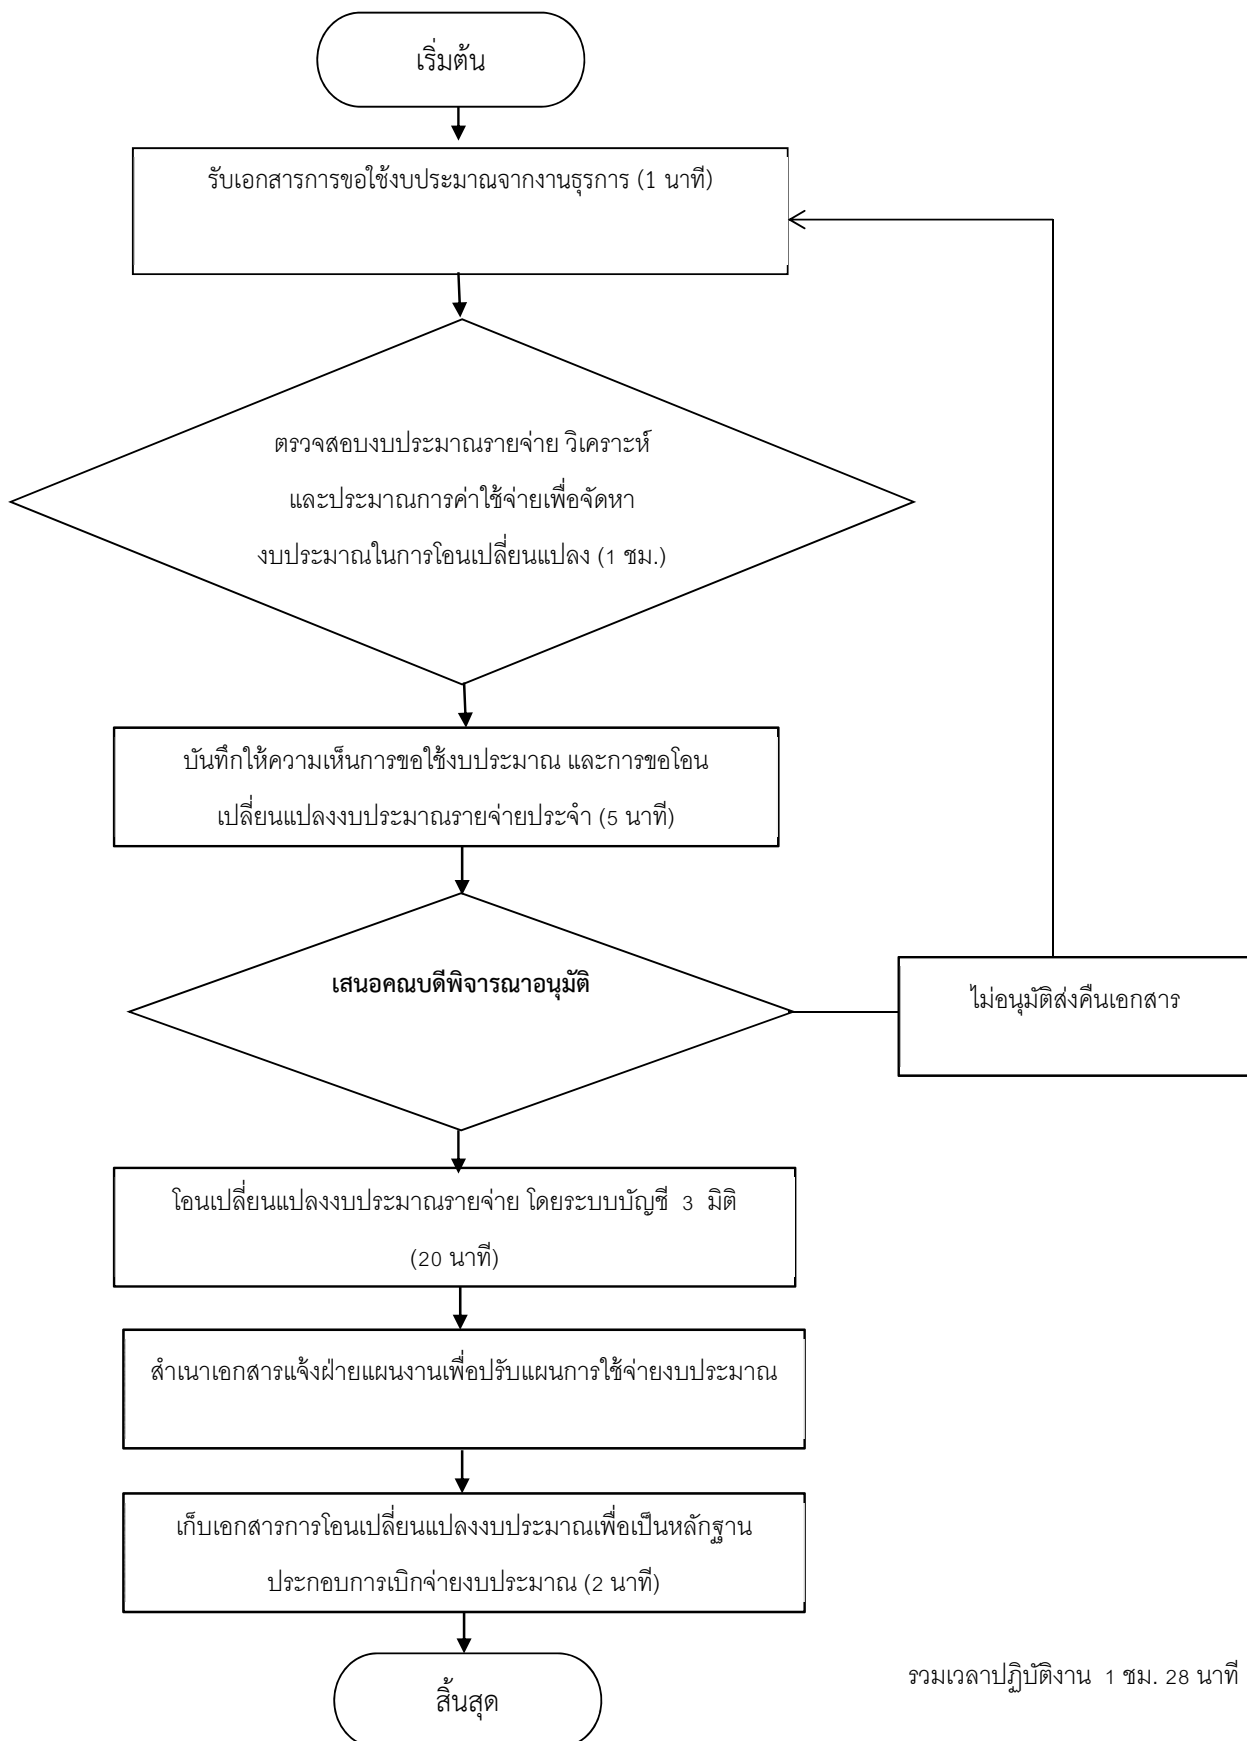 เริ่มต้น
รับเอกสารการขอใช้งบประมาณจากงานธุรการ (1 นาที)
ตรวจสอบงบประมาณรายจ่าย วิเคราะห์
และประมาณการค่าใช้จ่ายเพื่อจัดหา
งบประมาณในการโอนเปลี่ยนแปลง (1 ชม.)
บันทึกให้ความเห็นการขอใช้งบประมาณ และการขอโอน
เปลี่ยนแปลงงบประมาณรายจ่ายประจำ (5 นาที)
เสนอคณบดีพิจารณาอนุมัติ
ไม่อนุมัติส่งคืนเอกสาร
โอนเปลี่ยนแปลงงบประมาณรายจ่าย โดยระบบบัญชี 3 มิติ
(20 นาที)
สำเนาเอกสารแจ้งฝ่ายแผนงานเพื่อปรับแผนการใช้จ่ายงบประมาณ
เก็บเอกสารการโอนเปลี่ยนแปลงงบประมาณเพื่อเป็นหลักฐาน
ประกอบการเบิกจ่ายงบประมาณ (2 นาที)
รวมเวลาปฏิบัติงาน 1 ชม. 28 นาที
สิ้นสุด